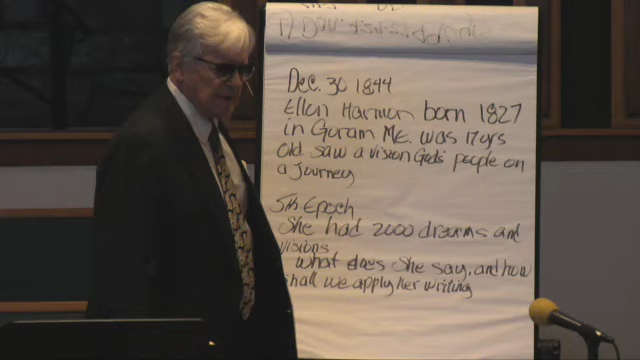 Dec. 30 1844
Ellen Harmon born 1827
in Goram ME. was 17 yrs
old saw a vision Gods people on
a journey
5th Epoch
She had 2000 dreams and
visions
what does She say, and how
shall we apply her writing